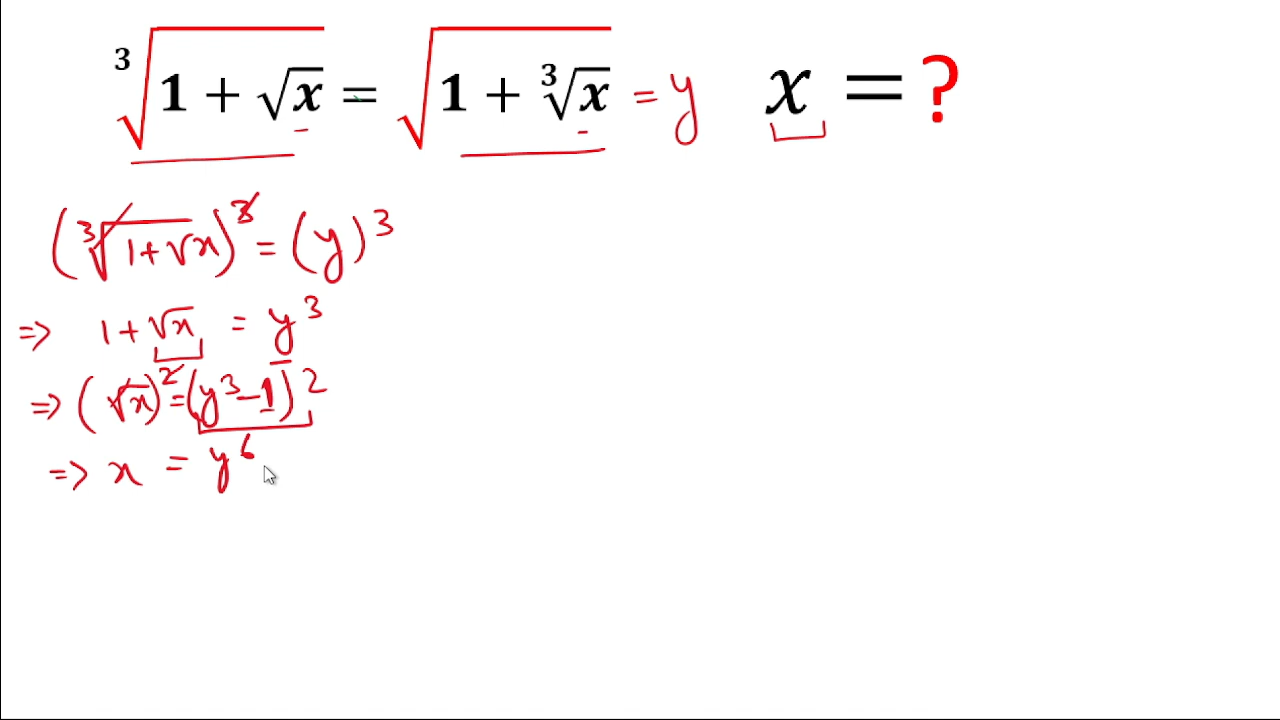 ∛(1 + √x) = √(1 + ∛x) = y x = ?
(∛(1+√x))³ = (y)³
=> 1 + √x = y³
=> (√x)² = (y³ − 1)²
=> x = y⁶